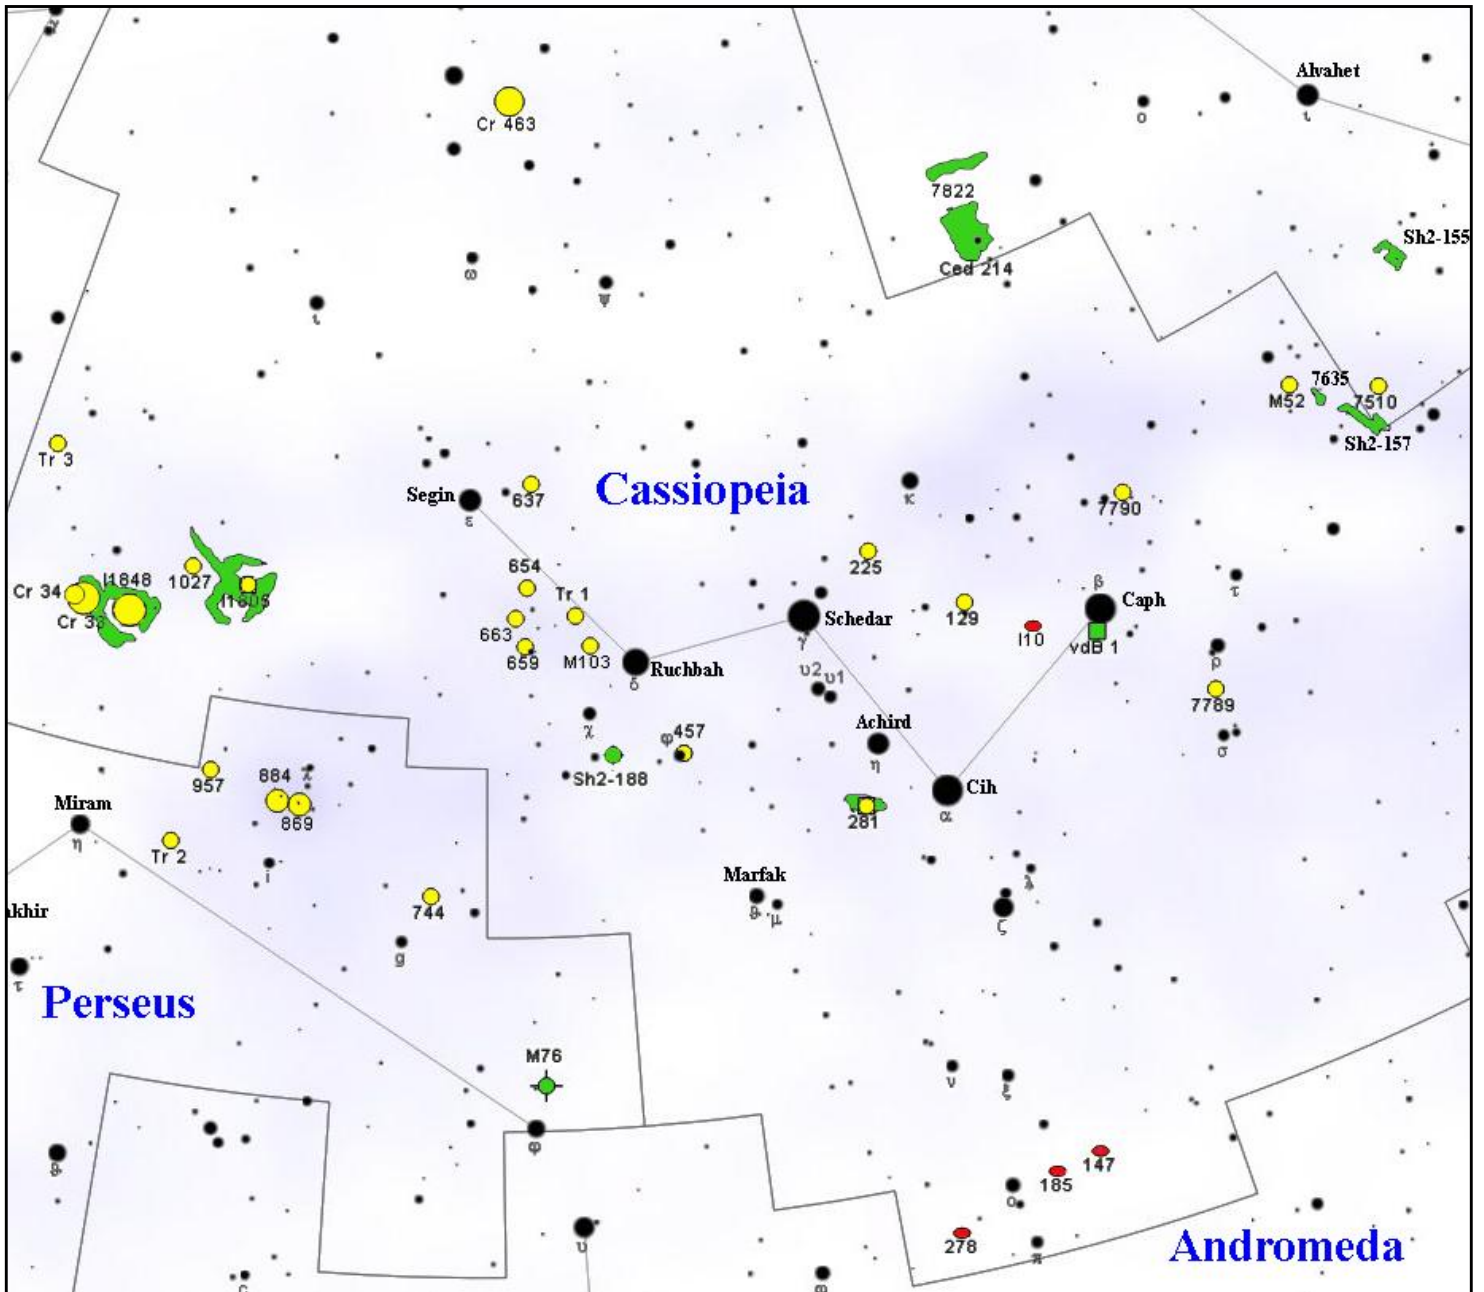 Alvahet
ο
ι
Cr 463
7822
Sh2-155
Ced 214
ω
ψ
ι
7635
M52
7510
Sh2-157
Tr 3
Segin
ε
637
Cassiopeia
κ
7790
225
654
Tr 1
I1848
1027
I1805
Cr 34
Cr 33
663
659
M103
Ruchbah
δ
Schedar
γ
129
I10
β
Caph
vdB 1
τ
ρ
7789
σ
υ2
υ1
Achird
η
χ
φ
457
Sh2-188
Cih
α
281
957
884
869
χ
Miram
η
Tr 2
i
744
g
Marfak
θ
μ
λ
ζ
akhir
τ
Perseus
M76
φ
ν
ξ
θ
147
185
ο
278
π
υ
φ
Andromeda